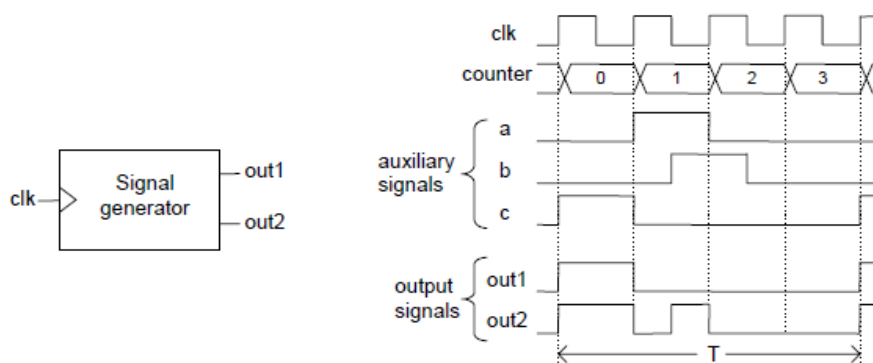 clk
Signal
generator
out1
out2
clk
counter
0 1 2 3
auxiliary
signals
a
b
c
output
signals
out1
out2
T